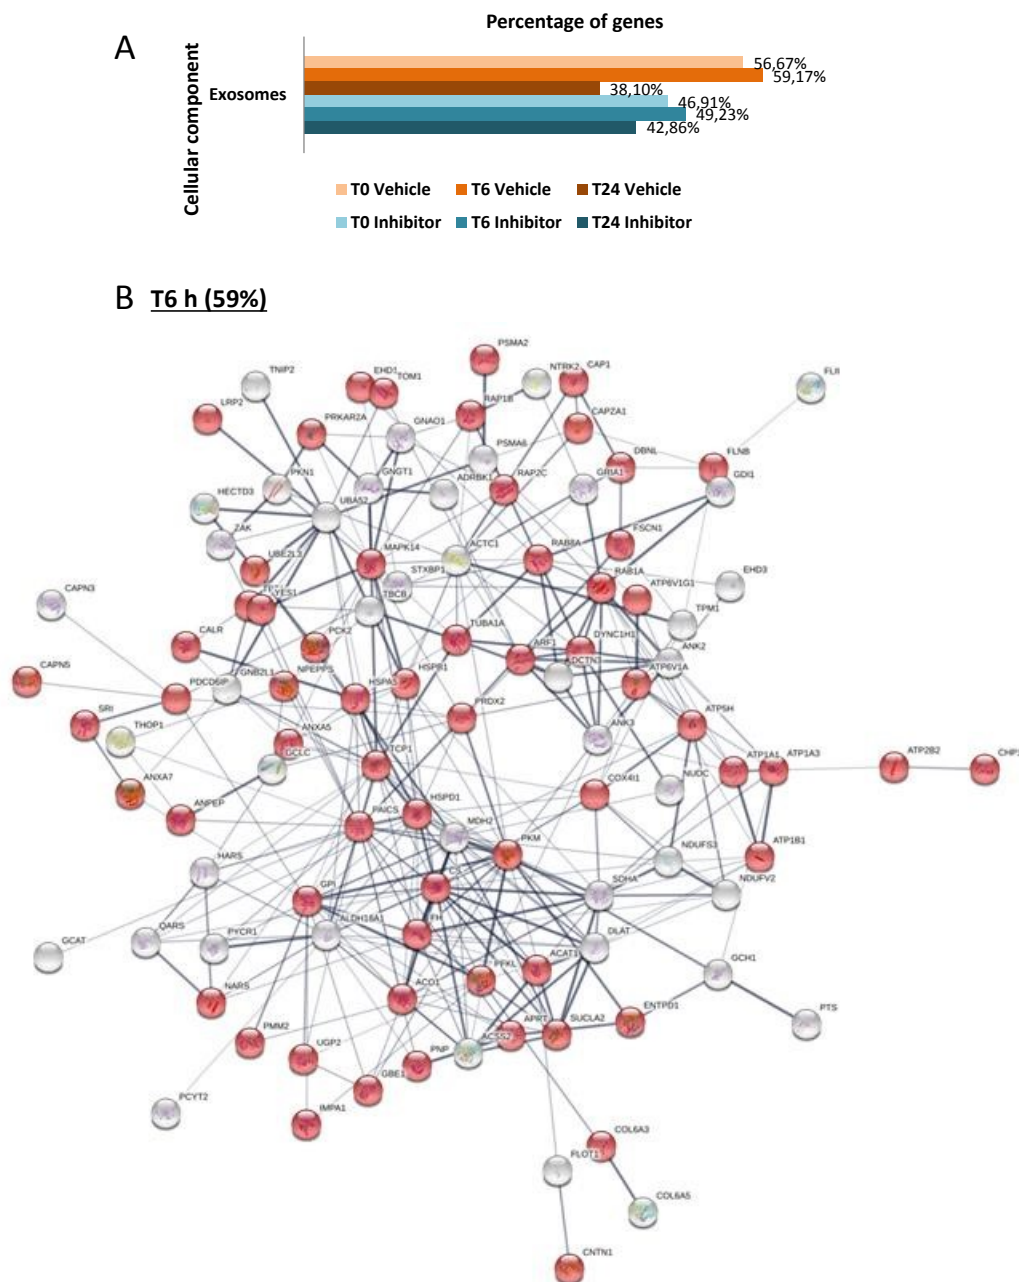 A
Percentage of genes
Cellular component
Exosomes
56,67%
59,17%
38,10%
46,91%
49,23%
42,86%
T0 Vehicle T6 Vehicle T24 Vehicle
T0 Inhibitor T6 Inhibitor T24 Inhibitor
B T6 h (59%)
PSMA2
TNIP2
EHD1
TOM1
NTRK2
CAP1
FLII
LRP2
PRKAR2A
GNAO1
RAP1B
CAPZA1
PSMA6
DBNL
FLNB
PKN1
GNGT1
ADRBK1
RAP2C
GRIA1
GDI1
HECTD3
UBA52
ZAK
FSCN1
UBE2L3
MAPK14
STXBP1
ACTC1
RAB8A
RAB1A
ATP6V1G1
EHD3
CAPN3
YES1
TBCB
TPM1
CALR
PCK2
TUBA1A
ARF1
DYNC1H1
ANK2
CAPN5
PDCD6IP
GNB2L1
NPEPPS
HSPA5
HSPB1
DCTN3
ATP6V1A
SRI
THOP1
ANXA5
PRDX2
ANK3
ATP5H
GCLC
TCP1
ATP1A1
ATP1A3
ATP2B2
CHP1
ANXA7
ANPEP
COX4I1
NUDC
PAICS
HSPD1
MDH2
PKM
ATP1B1
HARS
NDUFS3
CS
SDHA
NDUFV2
GPI
QARS
PYCR1
ALDH18A1
FH
DLAT
GCAT
GCH1
NARS
ACO1
PFKL
ACAT1
PTS
PMM2
UGP2
PNP
ACSS2
APRT
SUCLA2
ENTPD1
GBE1
PCYT2
IMPA1
COL6A3
FLOT1
COL6A5
CNTN1